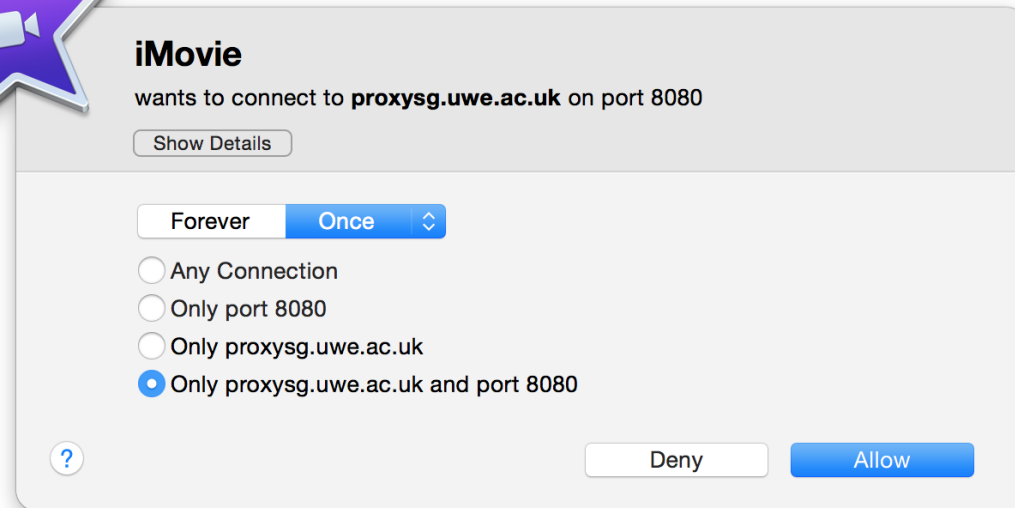 iMovie
wants to connect to proxysg.uwe.ac.uk on port 8080
Show Details
Forever Once
Any Connection
Only port 8080
Only proxysg.uwe.ac.uk
Only proxysg.uwe.ac.uk and port 8080
? Deny Allow